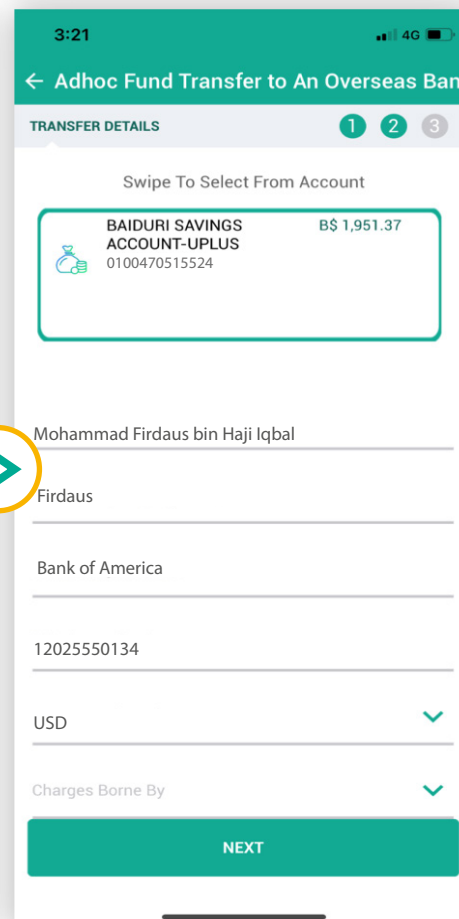 3:21
4G
← Adhoc Fund Transfer to An Overseas Ban
TRANSFER DETAILS
1 2 3
Swipe To Select From Account
BAIDURI SAVINGS B$ 1,951.37
ACCOUNT-UPLUS
0100470515524
Mohammad Firdaus bin Haji Iqbal
Firdaus
Bank of America
12025550134
USD
Charges Borne By
NEXT